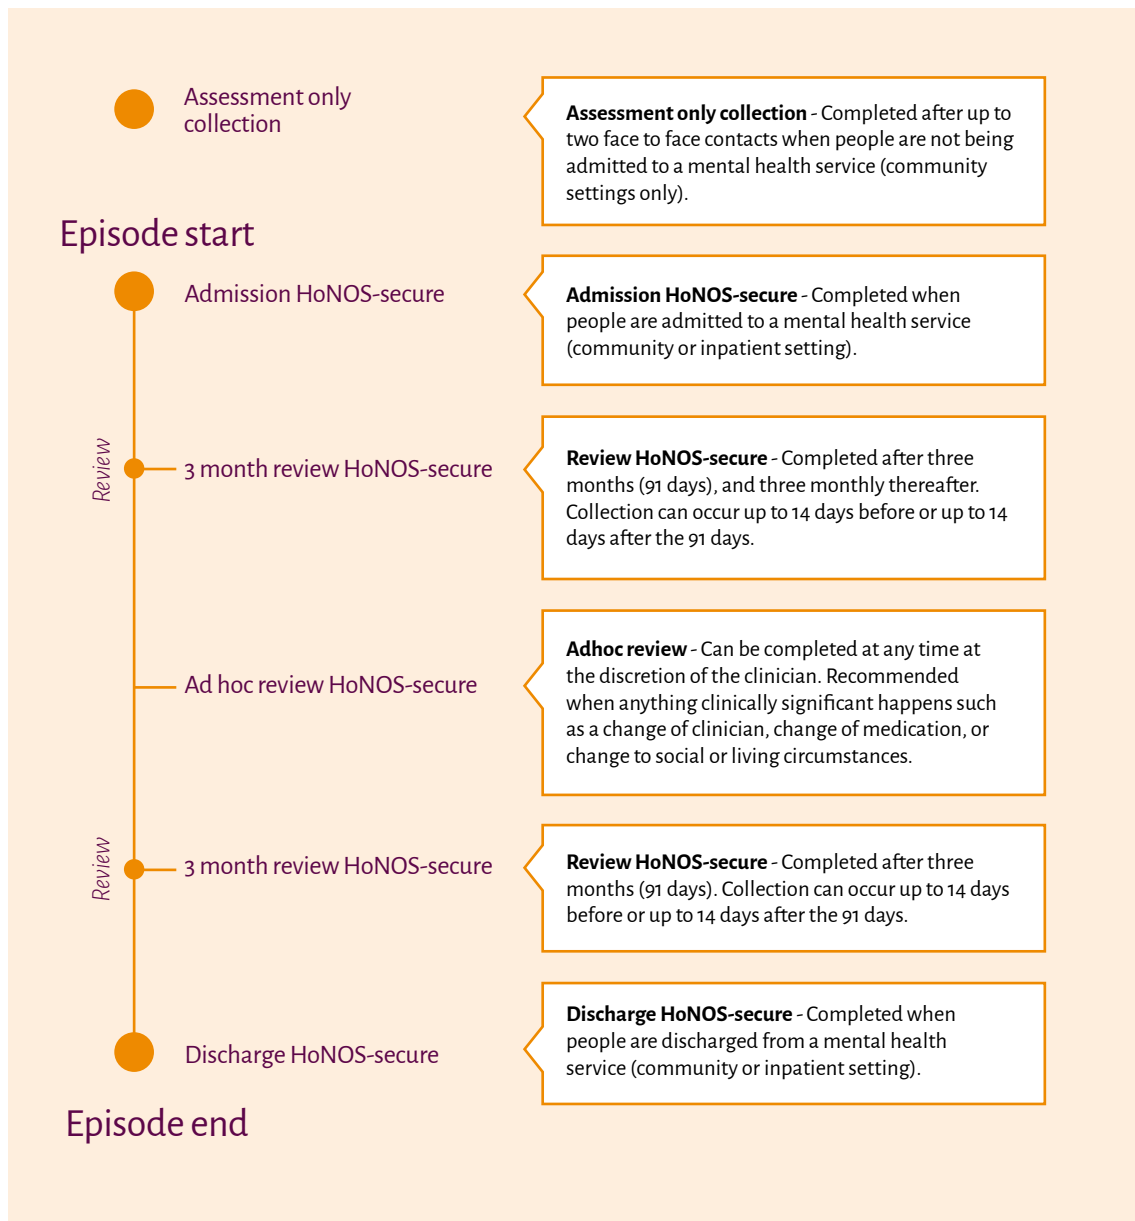 Assessment only
collection
Assessment only collection - Completed after up to
two face to face contacts when people are not being
admitted to a mental health service (community
settings only).
Episode start
Admission HoNOS-secure
Admission HoNOS-secure - Completed when
people are admitted to a mental health service
(community or inpatient setting).
Review
3 month review HoNOS-secure
Review HoNOS-secure - Completed after three
months (91 days), and three monthly thereafter.
Collection can occur up to 14 days before or up to 14
days after the 91 days.
Ad hoc review HoNOS-secure
Adhoc review - Can be completed at any time at
the discretion of the clinician. Recommended
when anything clinically significant happens such
as a change of clinician, change of medication, or
change to social or living circumstances.
Review
3 month review HoNOS-secure
Review HoNOS-secure - Completed after three
months (91 days). Collection can occur up to 14 days
before or up to 14 days after the 91 days.
Discharge HoNOS-secure
Discharge HoNOS-secure - Completed when
people are discharged from a mental health
service (community or inpatient setting).
Episode end